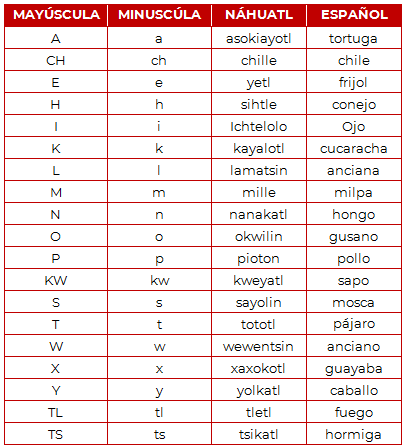 MAYÚSCULA MINUSCÚLA NÁHUATL ESPAÑOL
A a asokiayotl tortuga
CH ch chille chile
E e yetl frijol
H h sihtle conejo
I i Ichtelolo Ojo
K k kayalotl cucaracha
L l lamatsin anciana
M m mille milpa
N n nanakatl hongo
O o okwilin gusano
P p pioton pollo
KW kw kweyatl sapo
S s sayolin mosca
T t tototl pájaro
W w wewentsin anciano
X x xaxokotl guayaba
Y y yolkatl caballo
TL tl tletl fuego
TS ts tsikatl hormiga